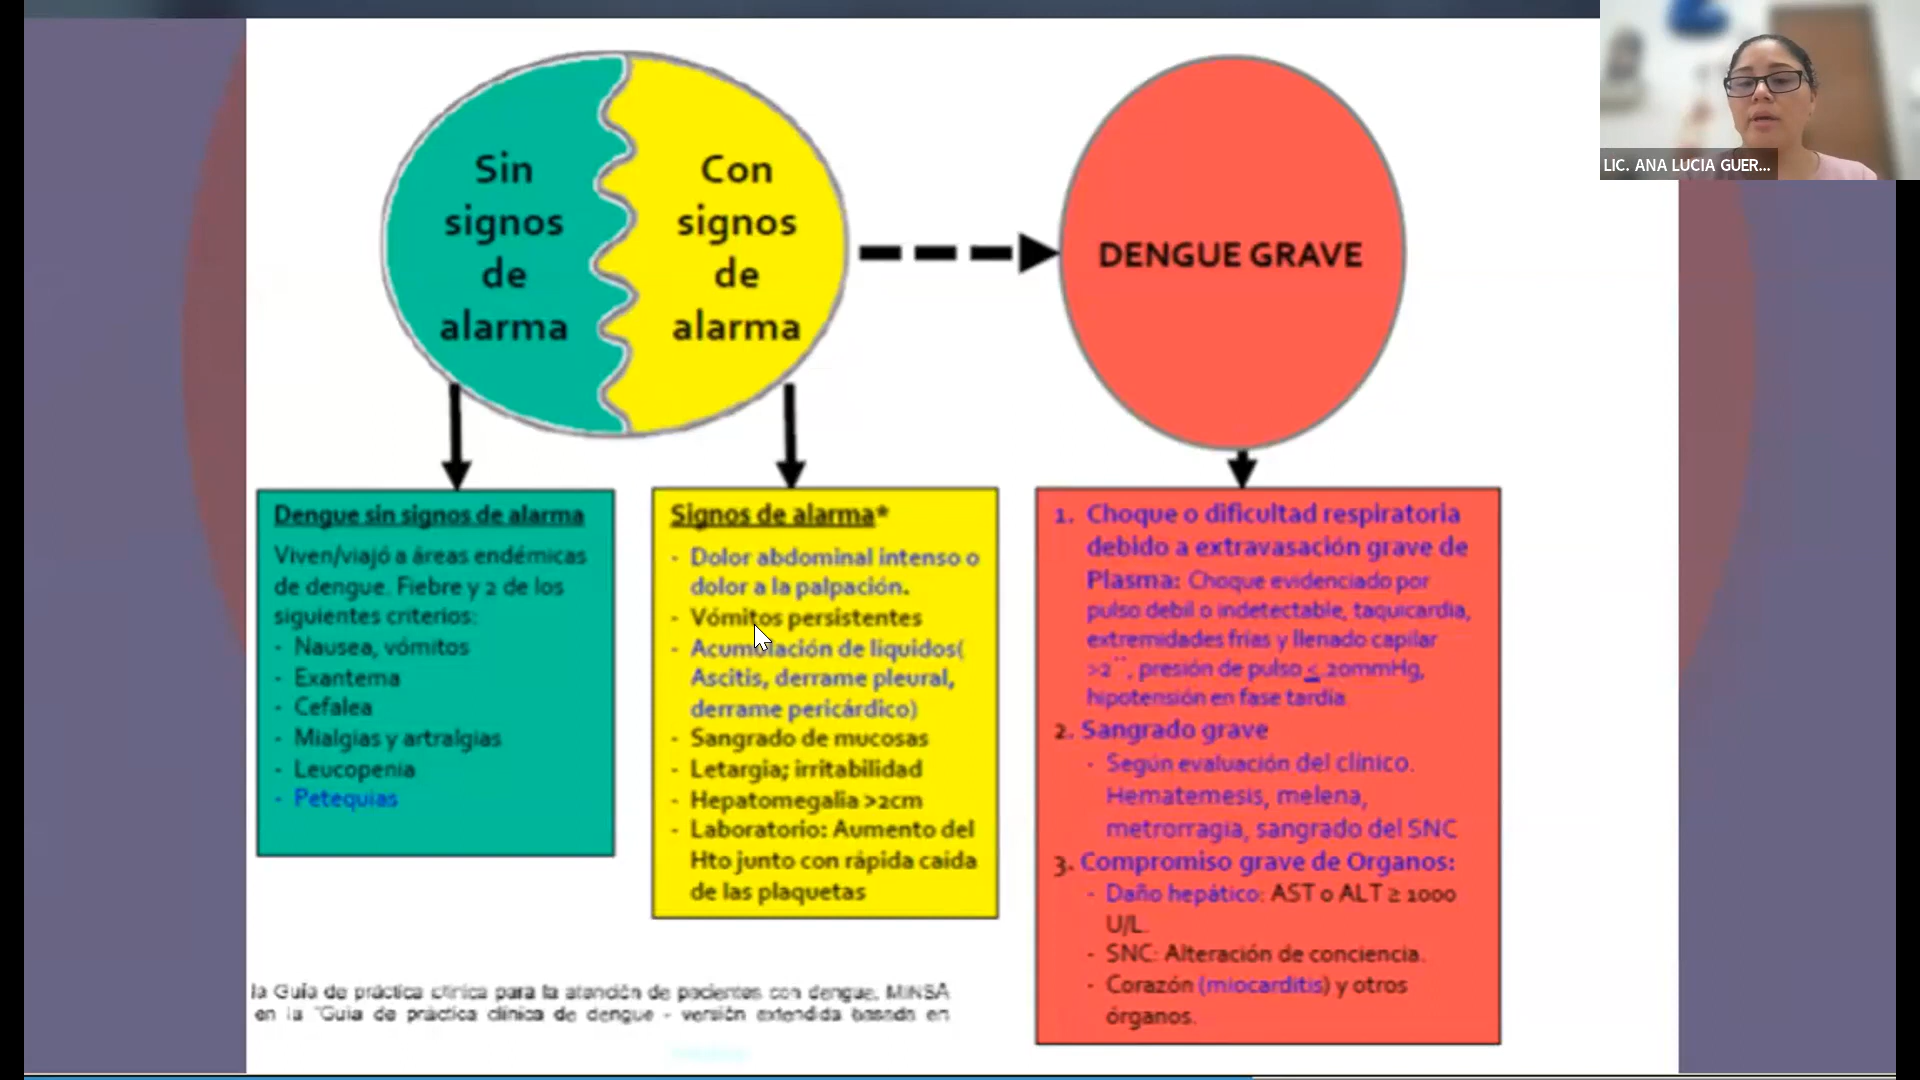 Sin
signos
de
alarma
Con
signos
de
alarma
DENGUE GRAVE
LIC. ANA LUCIA GUER...
Dengue sin signos de alarma
Viven/viajó a áreas endémicas
de dengue. Fiebre y 2 de los
siguientes criterios:
- Nausea, vómitos
- Exantema
- Cefalea
- Mialgias y artralgias
- Leucopenia
- Petequias
Signos de alarma*
- Dolor abdominal intenso o
dolor a la palpación.
- Vómitos persistentes
- Acumulación de liquidos(
Ascitis, derrame pleural,
derrame pericárdico)
- Sangrado de mucosas
- Letargia; irritabilidad
- Hepatomegalia >2cm
- Laboratorio: Aumento del
Hto junto con rápida caida
de las plaquetas
1. Choque o dificultad respiratoria
debido a extravasación grave de
Plasma: Choque evidenciado por
pulso debil o indetectable, taquicardia,
extremidades frias y llenado capilar
>2¨, presión de pulso ≤ 20mmHg,
hipotensión en fase tardía
2. Sangrado grave
- Según evaluación del clínico.
Hematemesis, melena,
metrorragia, sangrado del SNC
3. Compromiso grave de Organos:
- Daño hepático: AST o ALT ≥ 1000
U/L.
- SNC: Alteración de conciencia.
- Corazón (miocarditis) y otros
órganos.
la Guía de práctica clínica para la atención de pacientes con dengue, MINSA
en la "Guía de práctica clínica de dengue - versión extendida basada en